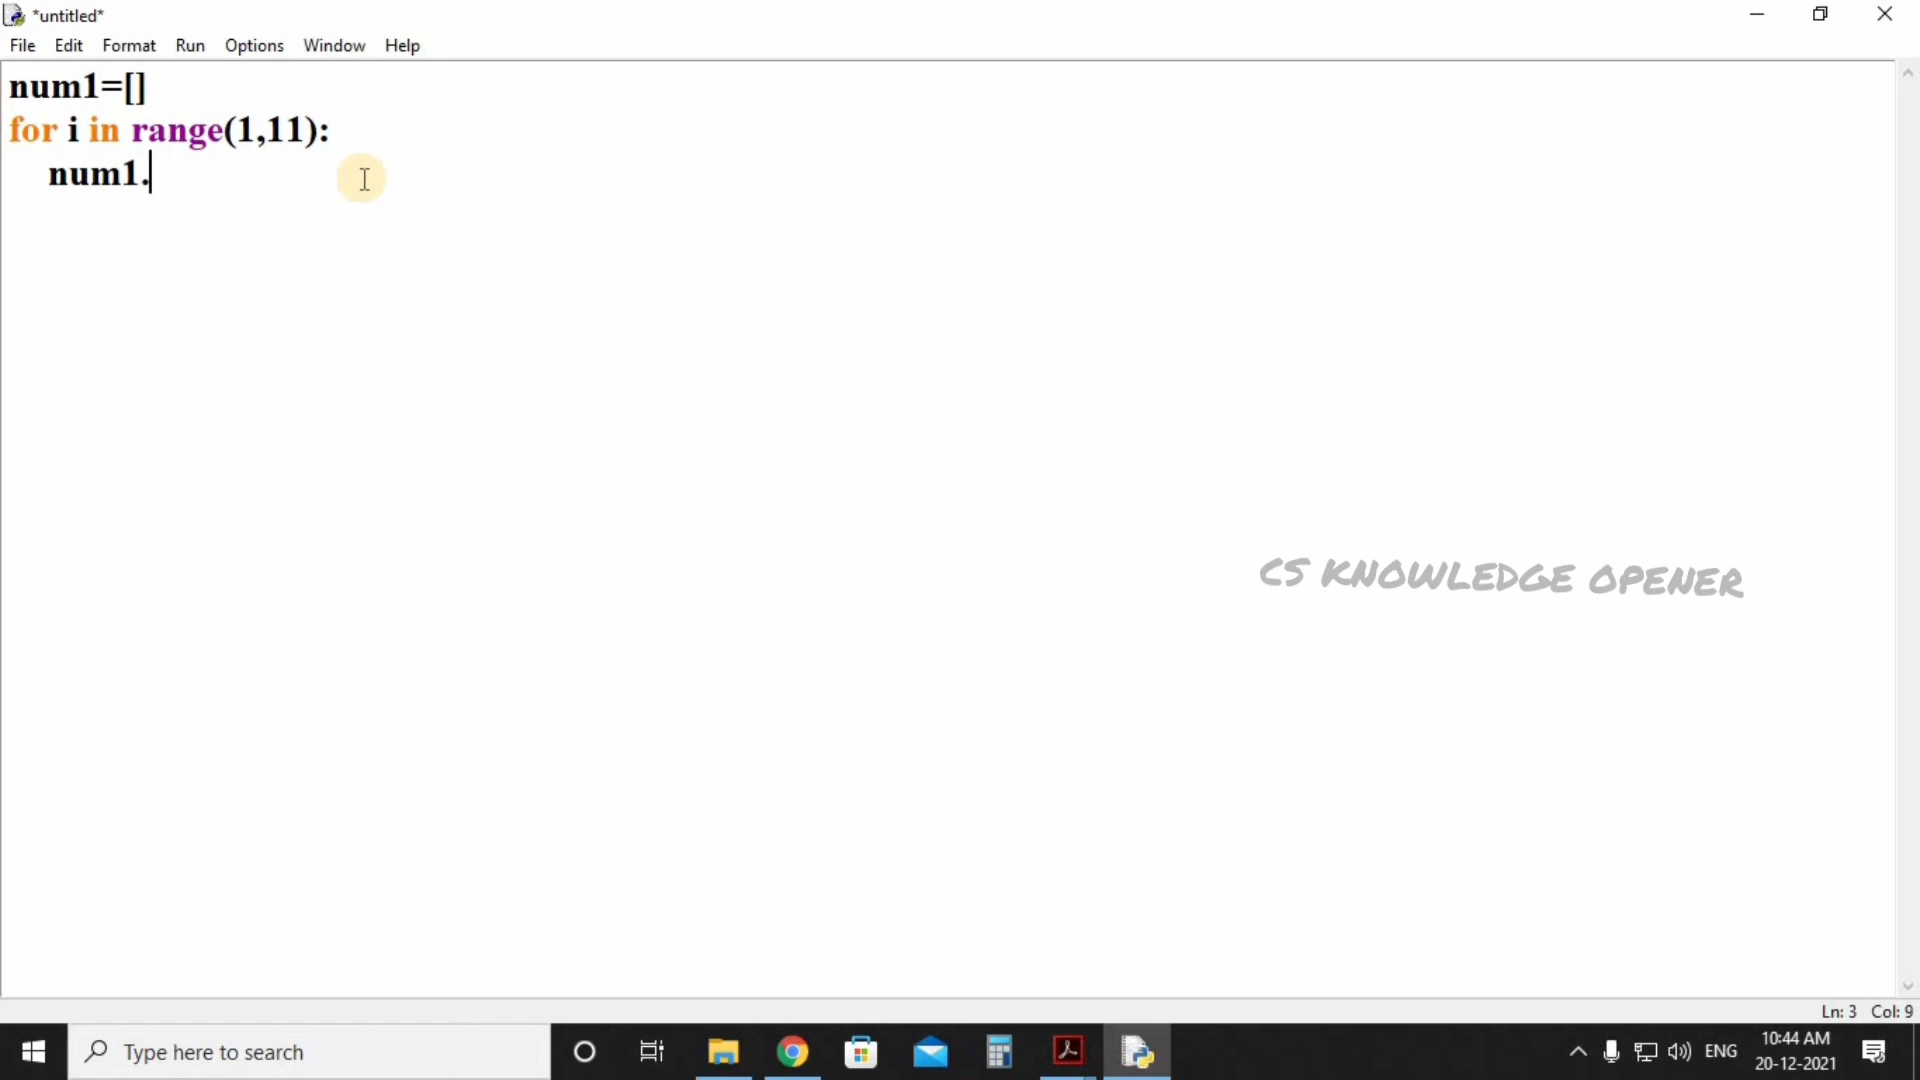 *untitled*
File Edit Format Run Options Window Help
num1=[]
for i in range(1,11):
    num1.
CS KNOWLEDGE OPENER
Ln: 3 Col: 9
Type here to search
ENG
10:44 AM
20-12-2021